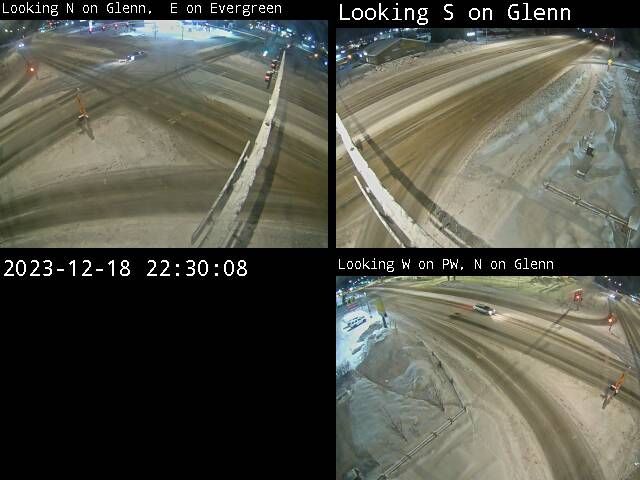 Looking N on Glenn, E on Evergreen
Looking S on Glenn
2023-12-18 22:30:08
Looking W on PW, N on Glenn